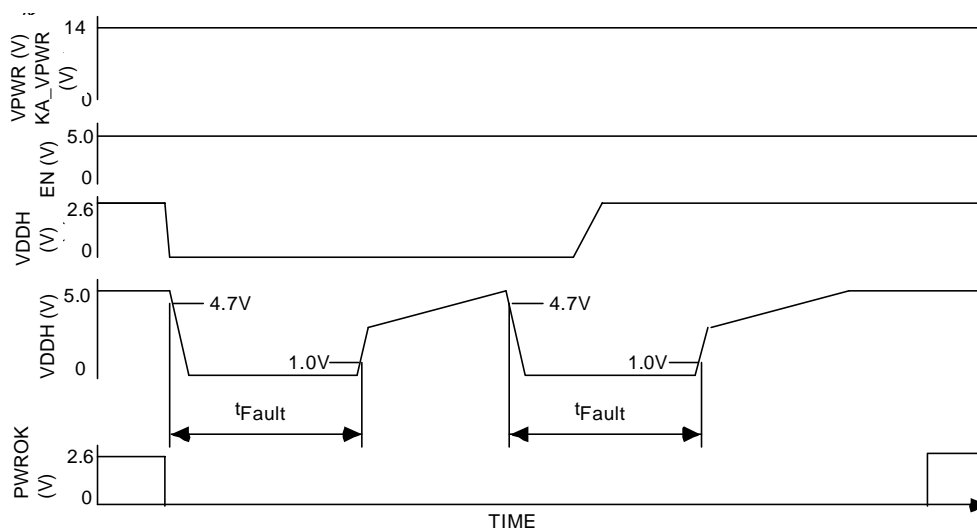 VPWR (V)
KA_VPWR
(V)
14
0
EN (V)
5.0
0
VDDH
(V)
2.6
0
VDDH (V)
5.0
0
4.7V
1.0V
4.7V
1.0V
tFault
tFault
PWROK
(V)
2.6
0
TIME